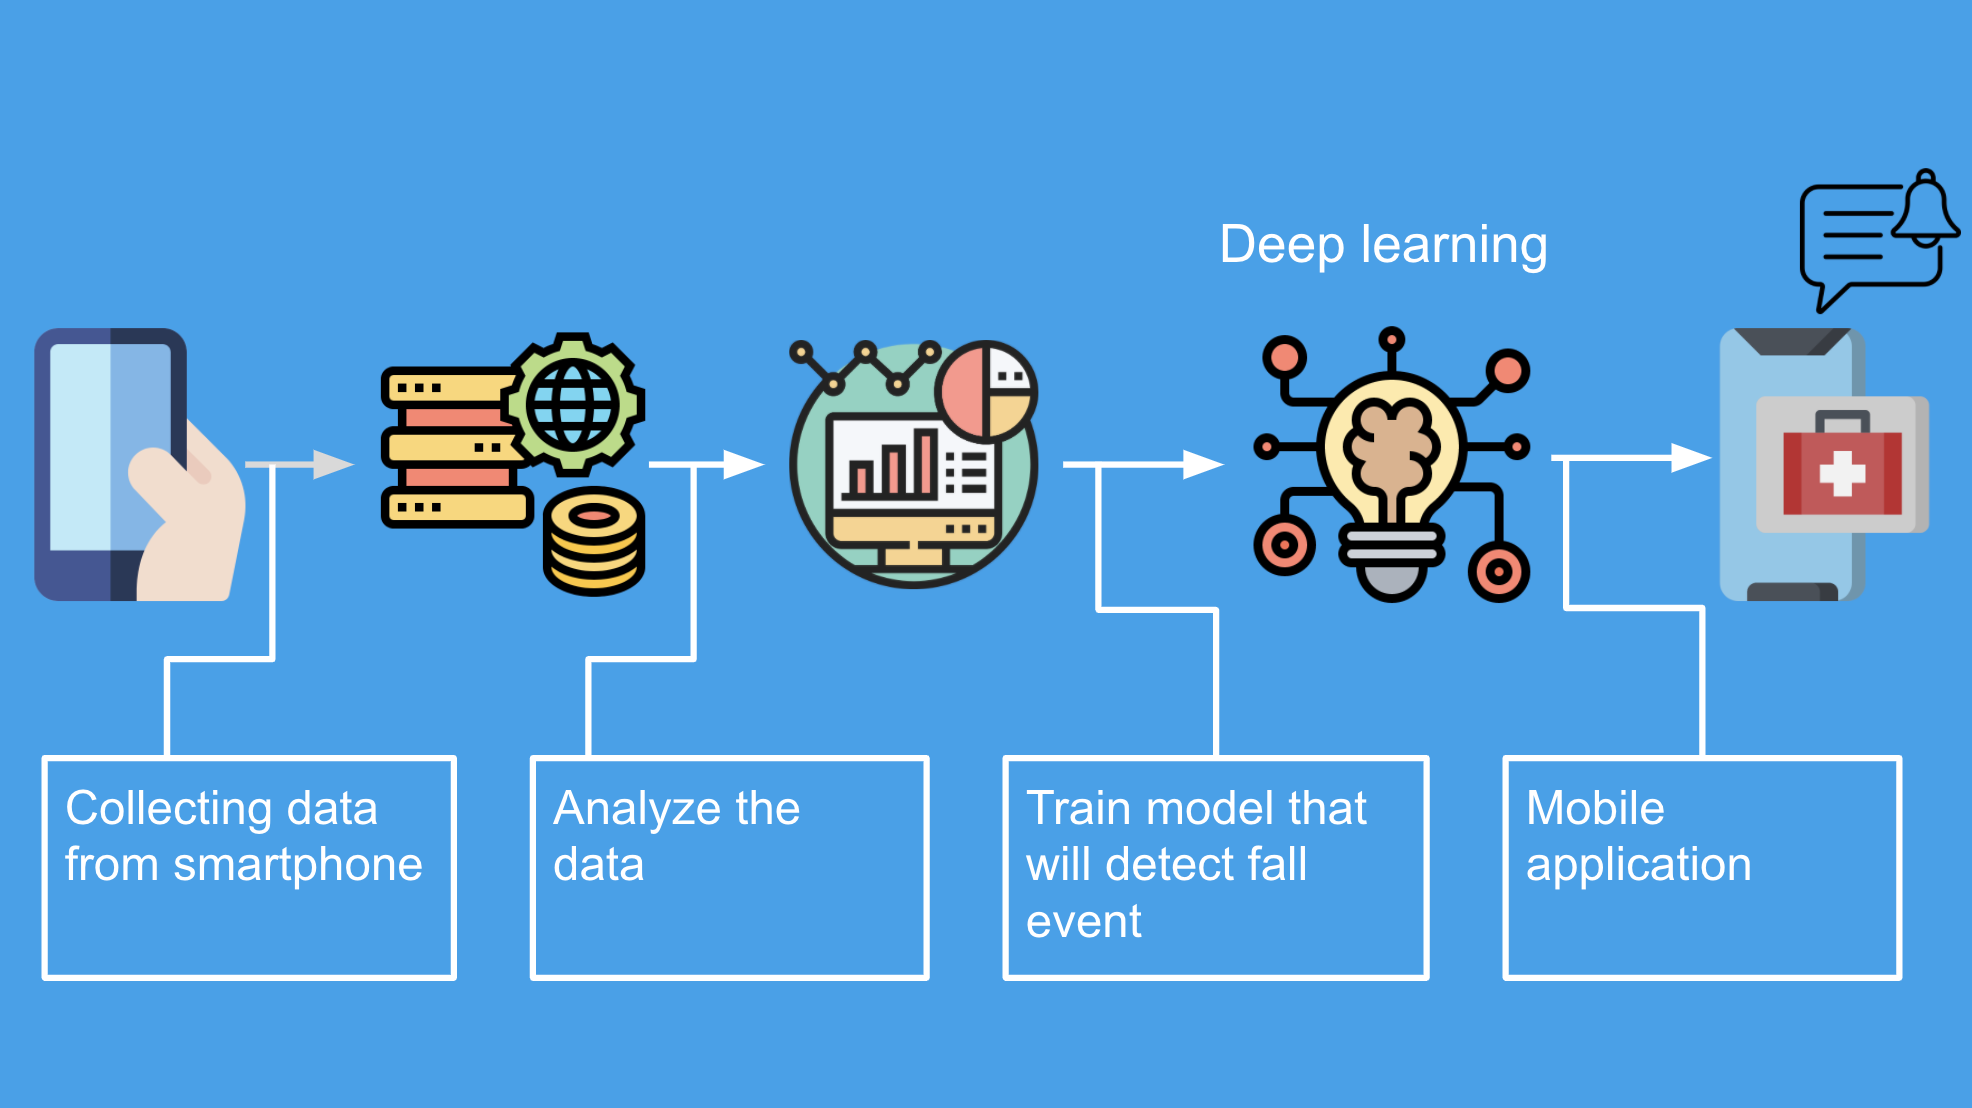 Deep learning
Collecting data
from smartphone
Analyze the
data
Train model that
will detect fall
event
Mobile
application